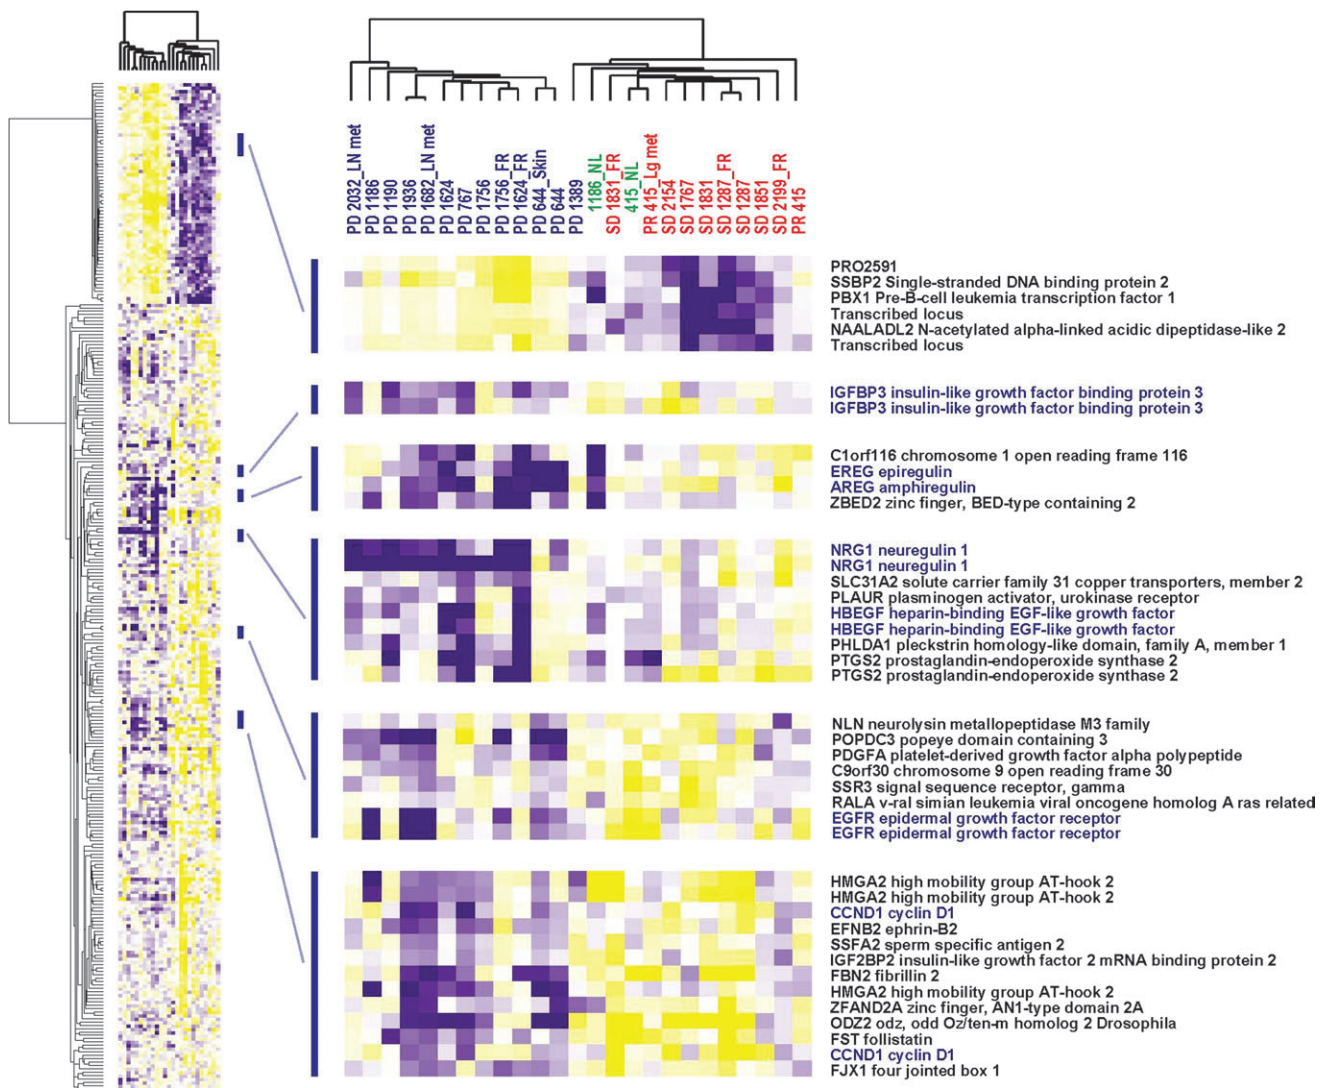 PD 2032_LN met
PD 1186
PD 1190
PD 1936
PD 1682_LN met
PD 1624
PD 767
PD 1756
PD 1756_FR
PD 1624_FR
PD 644_Skin
PD 644
PD 1389
1186_NL
SD 1831_FR
415_NL
PR 415_Lg met
SD 2154
SD 1767
SD 1831
SD 1287_FR
SD 1287
SD 1851
SD 2199_FR
PR 415
PRO2591
SSBP2 Single-stranded DNA binding protein 2
PBX1 Pre-B-cell leukemia transcription factor 1
Transcribed locus
NAALADL2 N-acetylated alpha-linked acidic dipeptidase-like 2
Transcribed locus
IGFBP3 insulin-like growth factor binding protein 3
IGFBP3 insulin-like growth factor binding protein 3
C1orf116 chromosome 1 open reading frame 116
EREG epiregulin
AREG amphiregulin
ZBED2 zinc finger, BED-type containing 2
NRG1 neuregulin 1
NRG1 neuregulin 1
SLC31A2 solute carrier family 31 copper transporters, member 2
PLAUR plasminogen activator, urokinase receptor
HBEGF heparin-binding EGF-like growth factor
HBEGF heparin-binding EGF-like growth factor
PHLDA1 pleckstrin homology-like domain, family A, member 1
PTGS2 prostaglandin-endoperoxide synthase 2
PTGS2 prostaglandin-endoperoxide synthase 2
NLN neurolysin metallopeptidase M3 family
POPDC3 popeye domain containing 3
PDGFA platelet-derived growth factor alpha polypeptide
C9orf30 chromosome 9 open reading frame 30
SSR3 signal sequence receptor, gamma
RALA v-ral simian leukemia viral oncogene homolog A ras related
EGFR epidermal growth factor receptor
EGFR epidermal growth factor receptor
HMGA2 high mobility group AT-hook 2
HMGA2 high mobility group AT-hook 2
CCND1 cyclin D1
EFNB2 ephrin-B2
SSFA2 sperm specific antigen 2
IGF2BP2 insulin-like growth factor 2 mRNA binding protein 2
FBN2 fibrillin 2
HMGA2 high mobility group AT-hook 2
ZFAND2A zinc finger, AN1-type domain 2A
ODZ2 odz, odd Oz/ten-m homolog 2 Drosophila
FST follistatin
CCND1 cyclin D1
FJX1 four jointed box 1